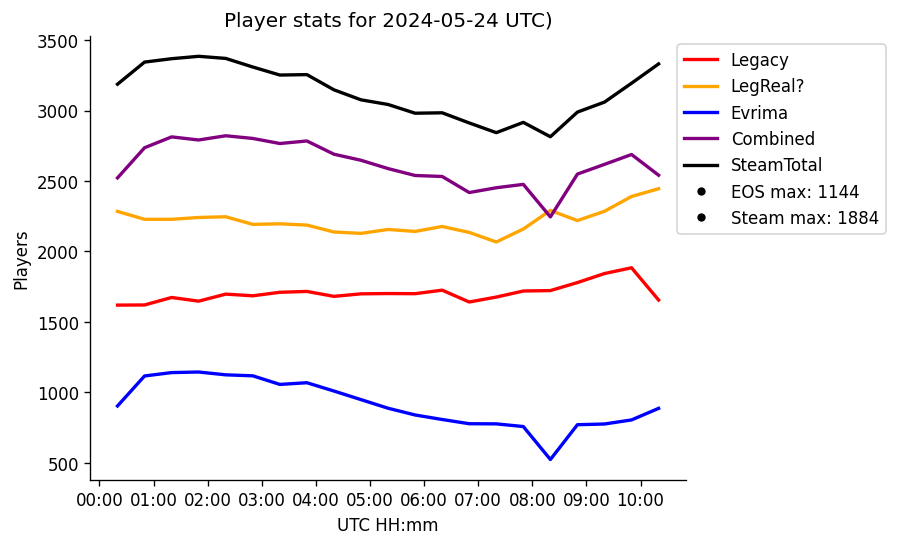 Player stats for 2024-05-24 UTC)
3500
3000
2500
2000
1500
1000
500
Players
00:00 01:00 02:00 03:00 04:00 05:00 06:00 07:00 08:00 09:00 10:00
UTC HH:mm
Legacy
LegReal?
Evrima
Combined
SteamTotal
EOS max: 1144
Steam max: 1884